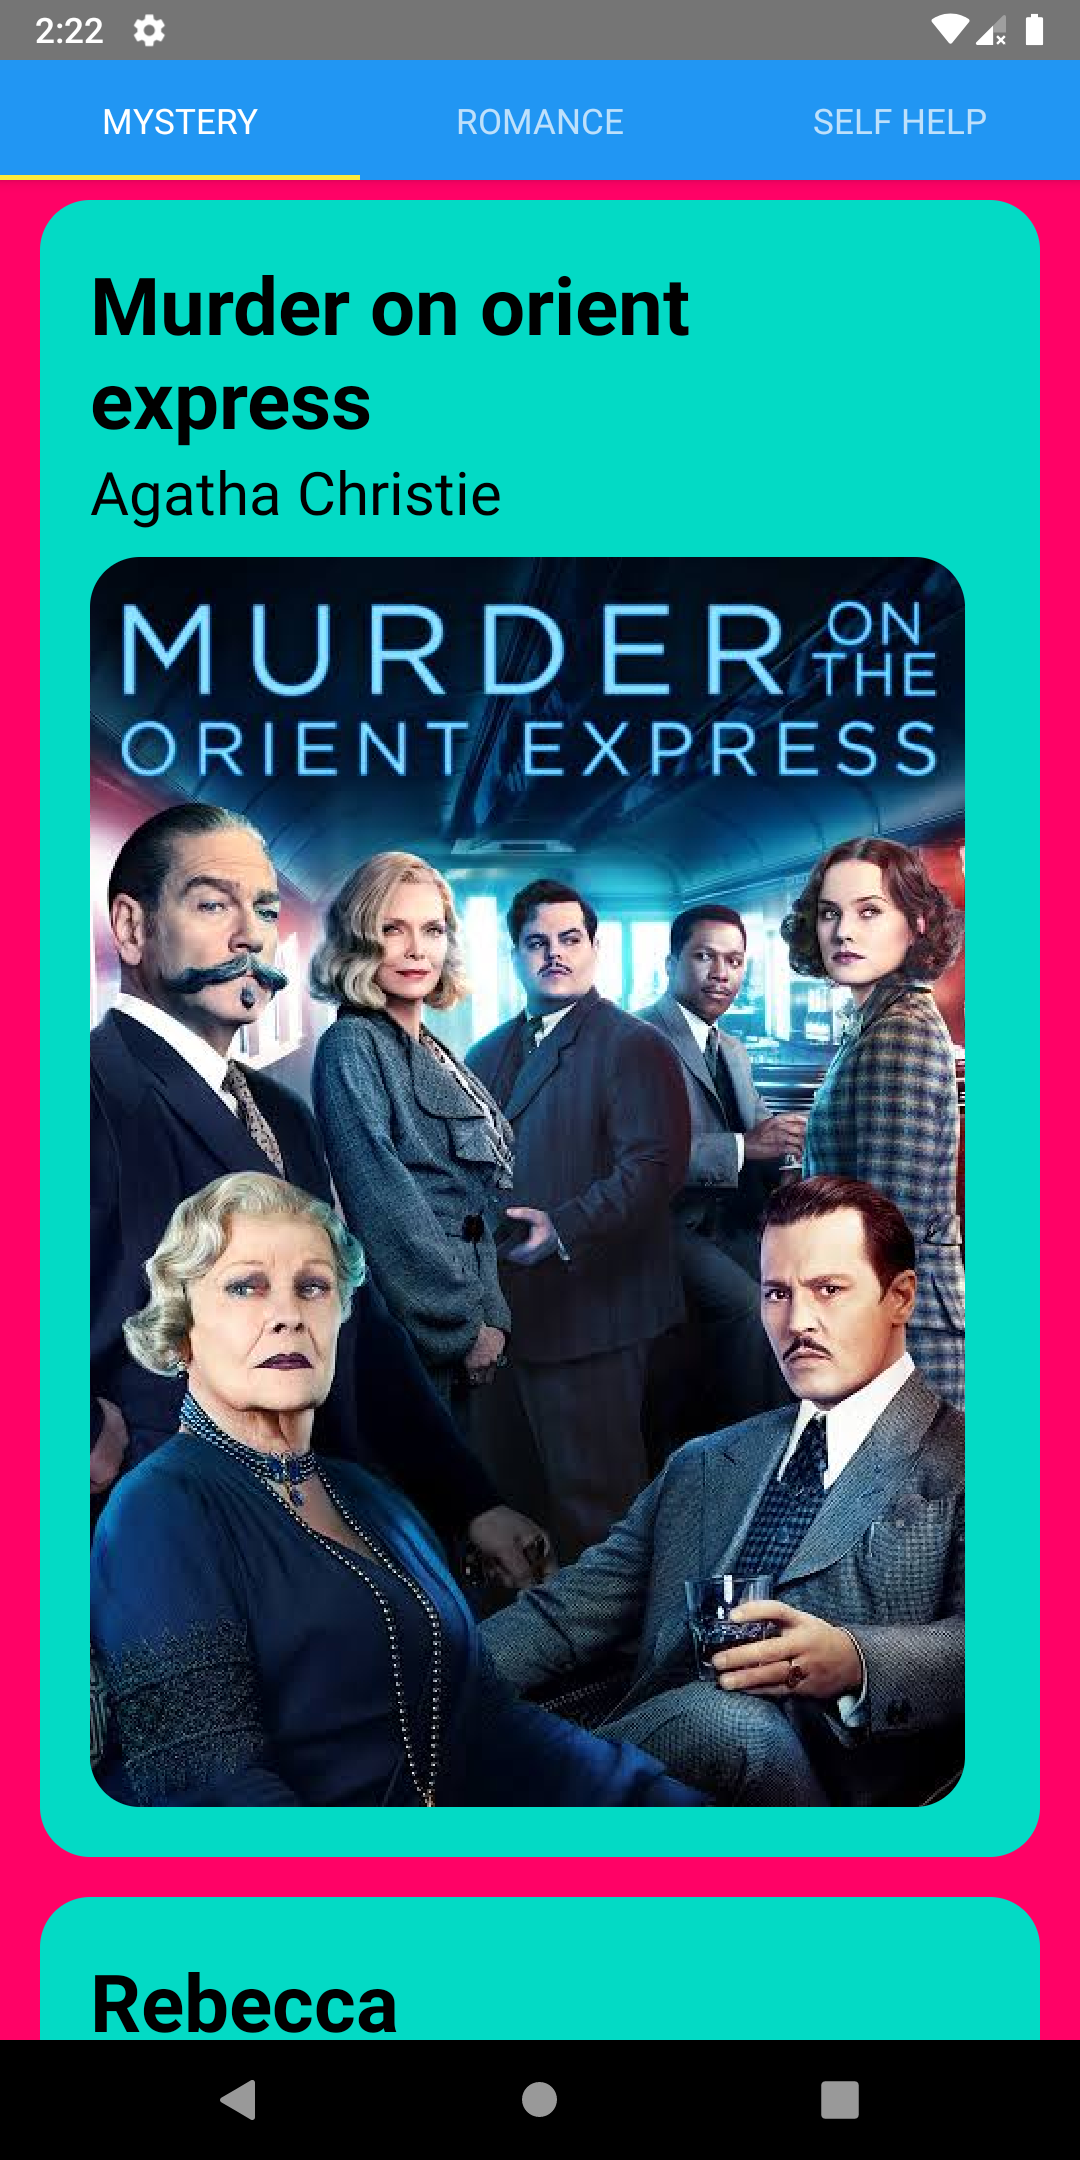 2:22
MYSTERY ROMANCE SELF HELP
Murder on orient
express
Agatha Christie
MURDER ON THE
ORIENT EXPRESS
Rebecca